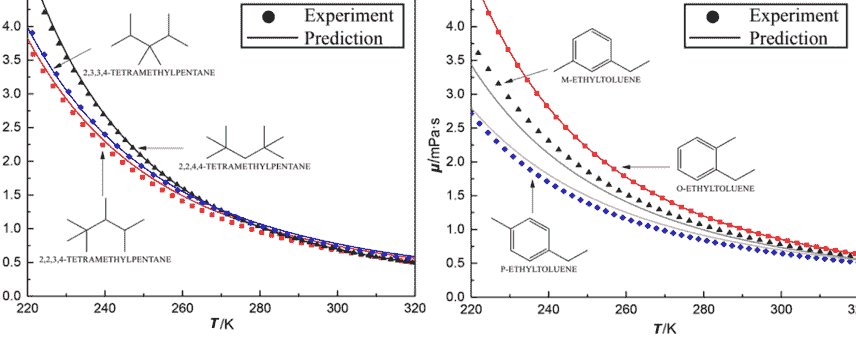 Experiment
Prediction
2,3,3,4-TETRAMETHYLPENTANE
2,2,4,4-TETRAMETHYLPENTANE
2,2,3,4-TETRAMETHYLPENTANE
4.0
3.5
3.0
2.5
2.0
1.5
1.0
0.5
0.0
220 240 260 280 300 320
T/K
Experiment
Prediction
M-ETHYLTOLUENE
O-ETHYLTOLUENE
P-ETHYLTOLUENE
μ/mPa·s
4.0
3.5
3.0
2.5
2.0
1.5
1.0
0.5
0.0
220 240 260 280 300
T/K